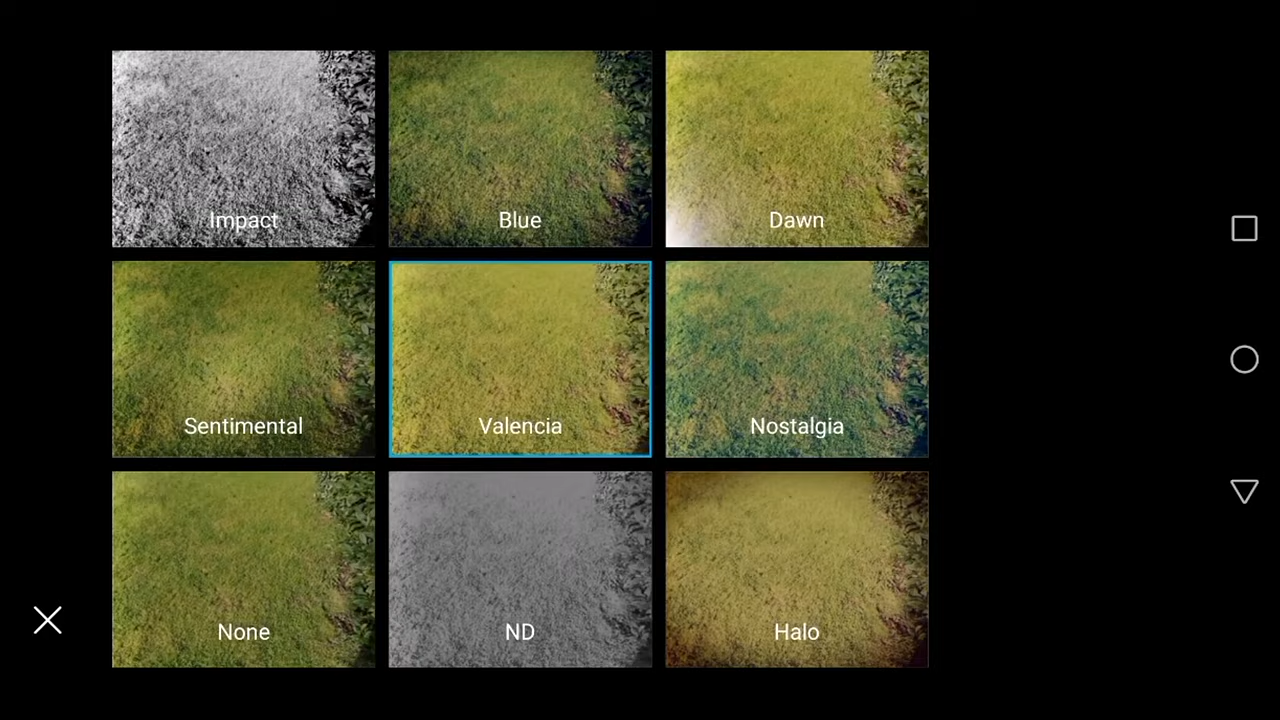 Impact
Blue
Dawn
Sentimental
Valencia
Nostalgia
None
ND
Halo